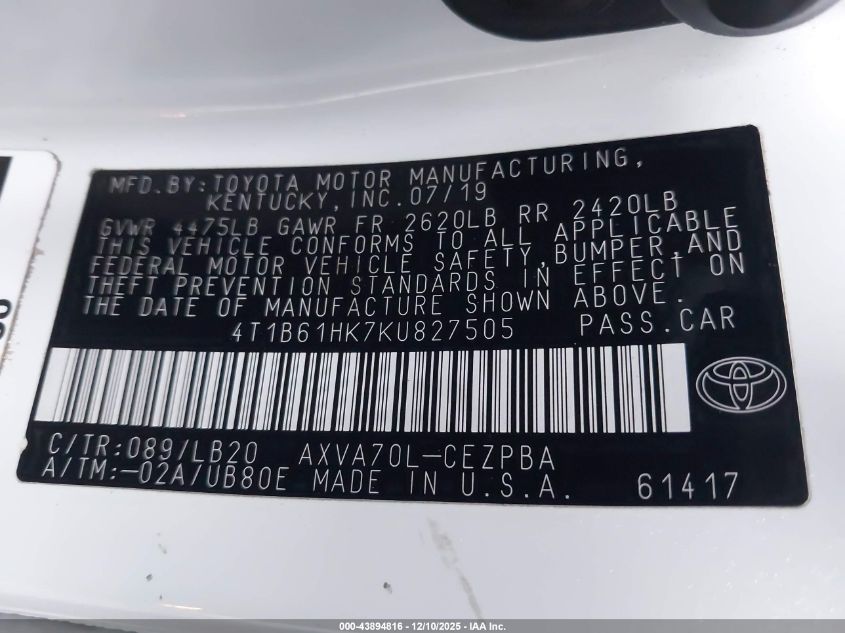 MFD. BY: TOYOTA MOTOR MANUFACTURING,
KENTUCKY, INC. 07/19
GVWR 4475LB GAWR FR 2620LB RR 2420LB
THIS VEHICLE CONFORMS TO ALL APPLICABLE
FEDERAL MOTOR VEHICLE SAFETY, BUMPER, AND
THEFT PREVENTION STANDARDS IN EFFECT ON
THE DATE OF MANUFACTURE SHOWN ABOVE.
4T1B61HK7KU827505 PASS.CAR
C/TR:089/LB20 AXVA70L-CEZPBA
A/TM:-02A/UB80E MADE IN U.S.A. 61417
000-43894816 - 12/10/2025 - IAA Inc.